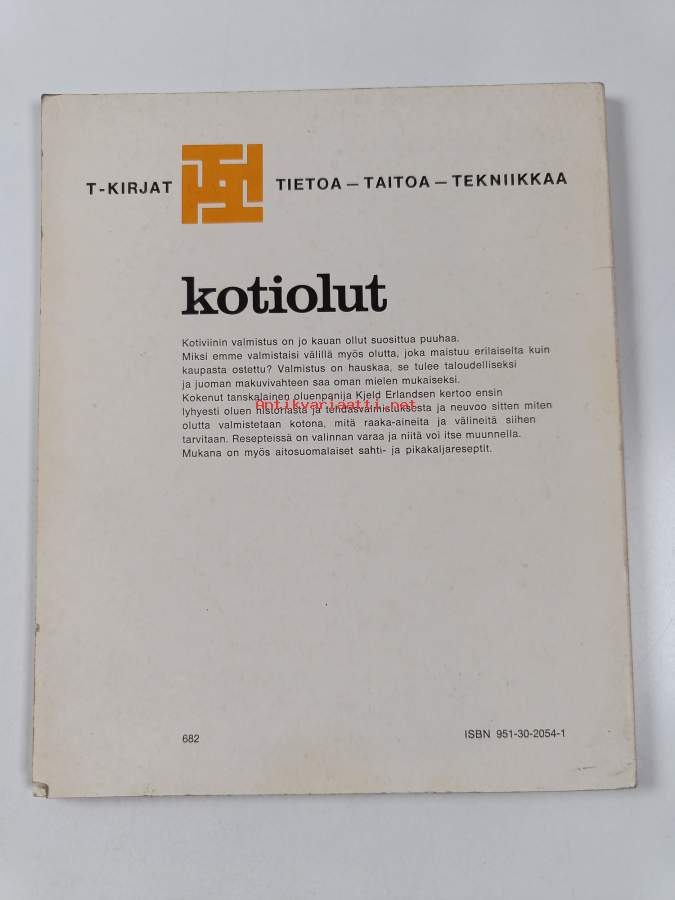 T-KIRJAT TIETOA — TAITOA — TEKNIIKKAA
kotiolut
Kotiviinin valmistus on jo kauan ollut suosittua puuhaa.
Miksi emme valmistaisi välillä myös olutta, joka maistuu erilaiselta kuin
kaupasta ostettu? Valmistus on hauskaa, se tulee taloudelliseksi
ja juoman makuvivahteen saa oman mielen mukaiseksi.
Kokenut tanskalainen oluenpanija Kjeld Erlandsen kertoo ensin
Antikvariaatti.net
lyhyesti oluen historiasta ja tehdasvalmistuksesta ja neuvoo sitten miten
olutta valmistetaan kotona, mitä raaka-aineita ja välineitä siihen
tarvitaan. Resepteissä on valinnan varaa ja niitä voi itse muunnella.
Mukana on myös aitosuomalaiset sahti- ja pikakaljareseptit.
682
ISBN 951-30-2054-1